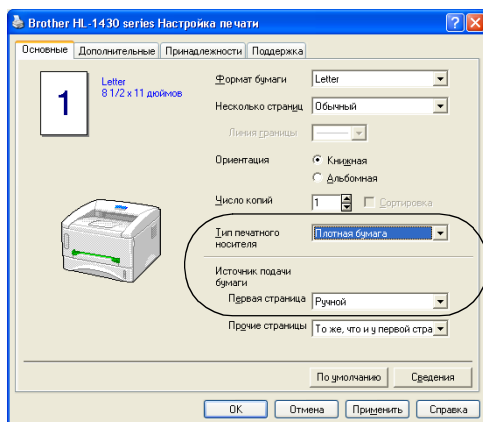 Brother HL-1430 series Настройка печати
Основные Дополнительные Принадлежности Поддержка
1
Letter
8 1/2 x 11 дюймов
Формат бумаги Letter
Несколько страниц Обычный
Линия границы
Ориентация Книжная
Альбомная
Число копий 1 Сортировка
Тип печатного
носителя
Плотная бумага
Источник подачи
бумаги
Первая страница Ручной
Прочие страницы То же, что и у первой стра
По умолчанию Сведения
OK Отмена Применить Справка